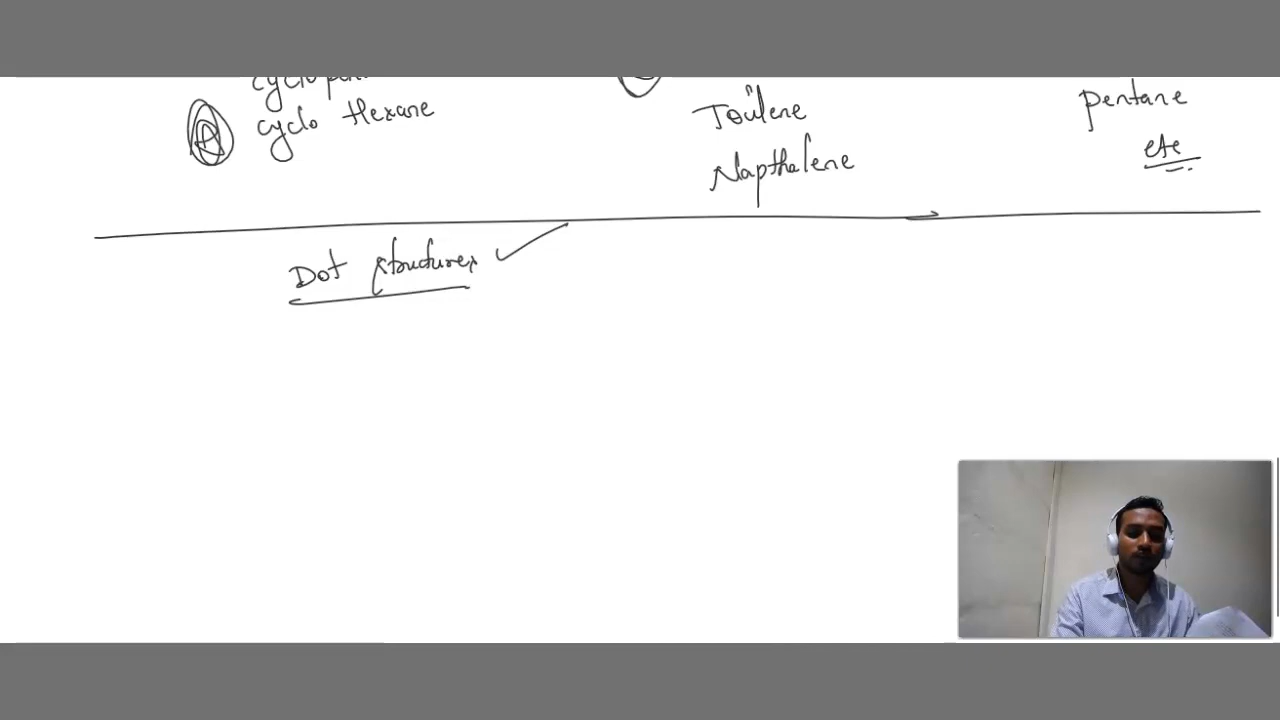 cyclo Hexane
Toulene
Napthalene
pentane
etc
Dot structures